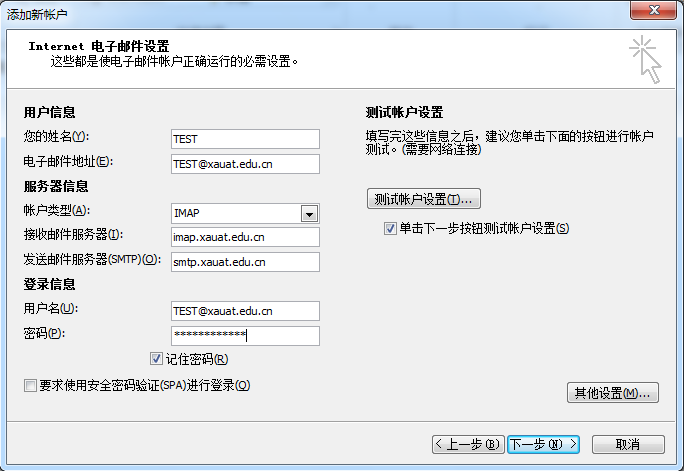 添加新帐户
Internet 电子邮件设置
这些都是使电子邮件帐户正确运行的必需设置。
用户信息
您的姓名(Y):
TEST
电子邮件地址(E):
TEST@xauat.edu.cn
服务器信息
帐户类型(A):
IMAP
接收邮件服务器(I):
imap.xauat.edu.cn
发送邮件服务器(SMTP)(O):
smtp.xauat.edu.cn
登录信息
用户名(U):
TEST@xauat.edu.cn
密码(P):
************
记住密码(R)
要求使用安全密码验证(SPA)进行登录(Q)
测试帐户设置
填写完这些信息之后，建议您单击下面的按钮进行帐户
测试。(需要网络连接)
测试帐户设置(T)...
单击下一步按钮测试帐户设置(S)
其他设置(M)...
< 上一步(B)
下一步(N) >
取消